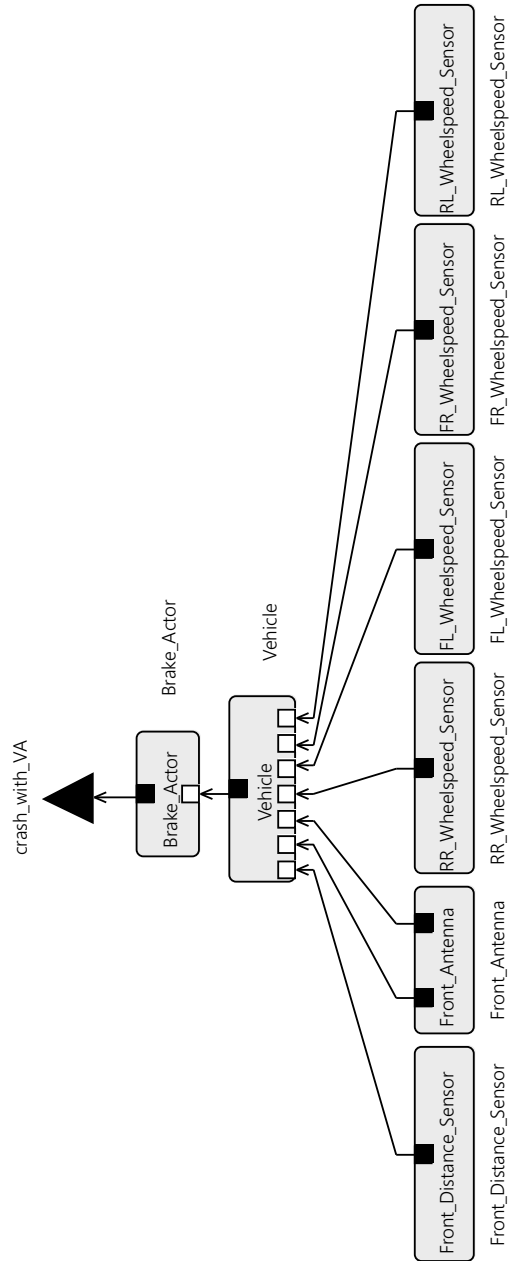 crash_with_VA
Brake_Actor
Brake_Actor
Vehicle
Vehicle
Front_Distance_Sensor
Front_Antenna
RR_Wheelspeed_Sensor
FL_Wheelspeed_Sensor
FR_Wheelspeed_Sensor
RL_Wheelspeed_Sensor
Front_Distance_Sensor
Front_Antenna
RR_Wheelspeed_Sensor
FL_Wheelspeed_Sensor
FR_Wheelspeed_Sensor
RL_Wheelspeed_Sensor